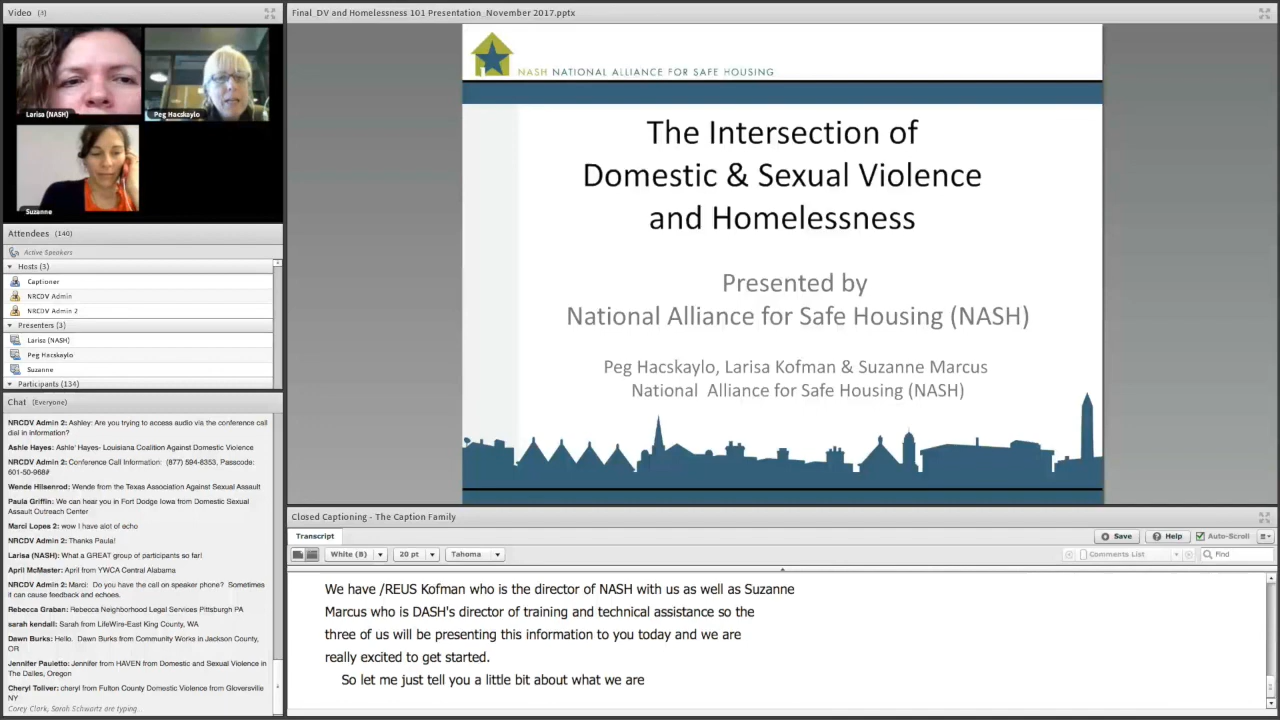 Video (3)
Larisa (NASH)
Peg Hacskaylo
Suzanne
Attendees (140)
Active Speakers
Hosts (3)
Captioner
NRCDV Admin
NRCDV Admin 2
Presenters (3)
Larisa (NASH)
Peg Hacskaylo
Suzanne
Participants (134)
Chat (Everyone)
NRCDV Admin 2: Ashley: Are you trying to access audio via the conference call
dial in information?
Ashle Hayes: Ashle' Hayes- Louisiana Coalition Against Domestic Violence
NRCDV Admin 2: Conference Call Information: (877) 594-8353, Passcode:
601-50-968#
Wende Hilsenrod: Wende from the Texas Association Against Sexual Assault
Paula Griffin: We can hear you in Fort Dodge Iowa from Domestic Sexual
Assault Outreach Center
Marci Lopes 2: wow I have alot of echo
NRCDV Admin 2: Thanks Paula!
Larisa (NASH): What a GREAT group of participants so far!
April McMaster: April from YWCA Central Alabama
NRCDV Admin 2: Marci: Do you have the call on speaker phone? Sometimes
it can cause feedback and echoes.
Rebecca Graban: Rebecca Neighborhood Legal Services Pittsburgh PA
sarah kendall: Sarah from LifeWire-East King County, WA
Dawn Burks: Hello. Dawn Burks from Community Works in Jackson County,
OR
Jennifer Pauletto: Jennifer from HAVEN from Domestic and Sexual Violence in
The Dalles, Oregon
Cheryl Toliver: cheryl from Fulton County Domestic Violence from Gloversville
NY
Corey Clark, Sarah Schwartz are typing..
Final_DV and Homelessness 101 Presentation_November 2017.pptx
NASH NATIONAL ALLIANCE FOR SAFE HOUSING
The Intersection of
Domestic & Sexual Violence
and Homelessness
Presented by
National Alliance for Safe Housing (NASH)
Peg Hacskaylo, Larisa Kofman & Suzanne Marcus
National Alliance for Safe Housing (NASH)
Closed Captioning - The Caption Family
Transcript
Save
Help
Auto-Scroll
White (B)
20 pt
Tahoma
Comments List
Find
We have /REUS Kofman who is the director of NASH with us as well as Suzanne
Marcus who is DASH's director of training and technical assistance so the
three of us will be presenting this information to you today and we are
really excited to get started.
So let me just tell you a little bit about what we are